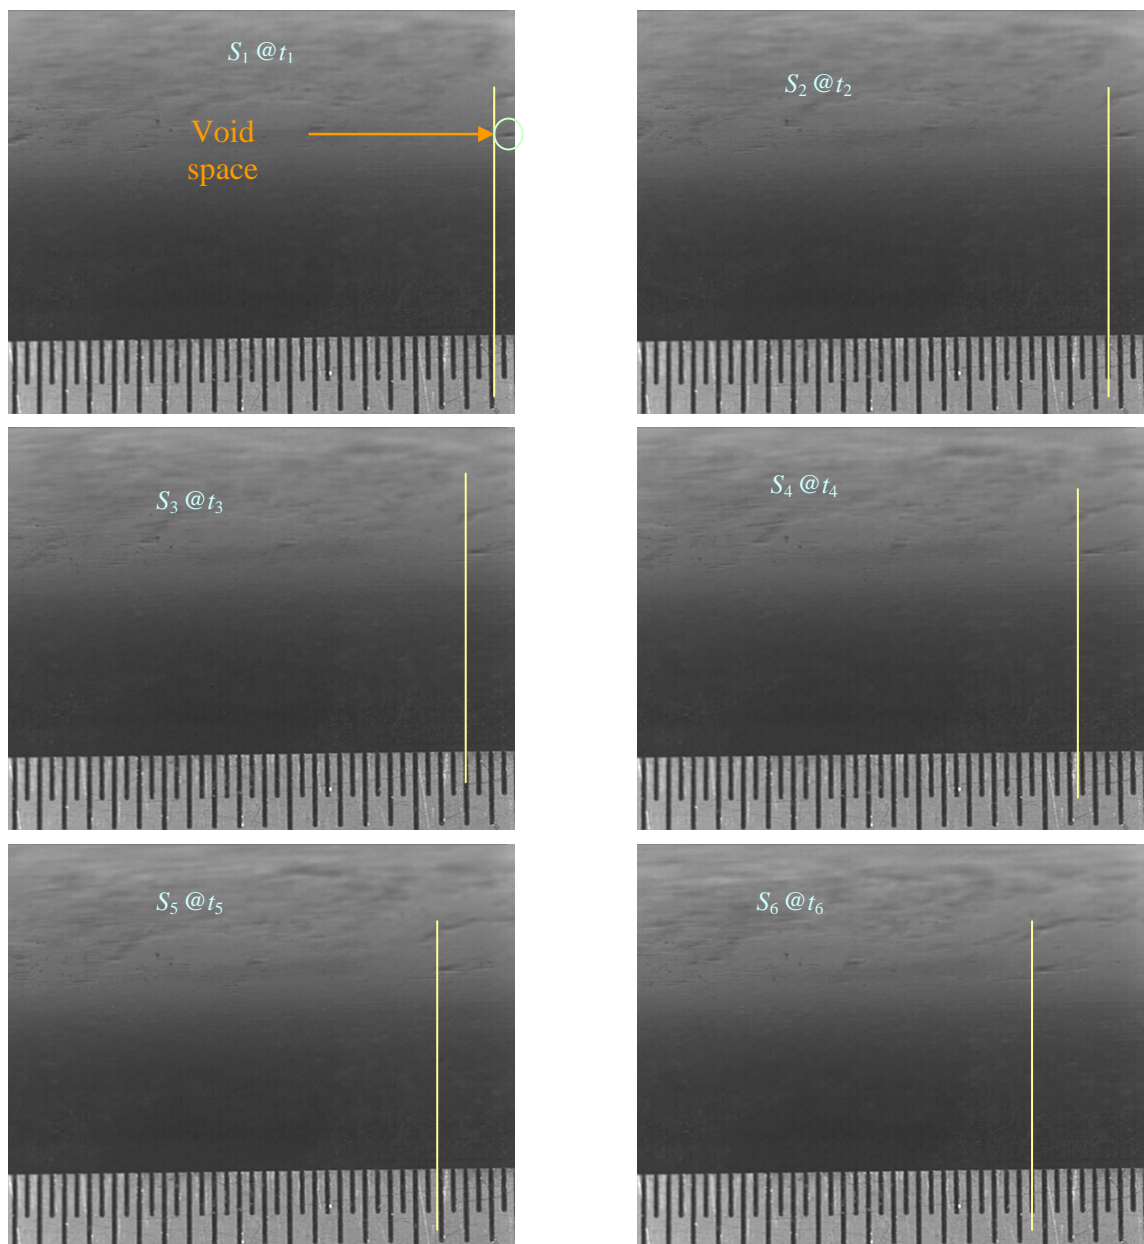 S₁ @t₁
Void
space
S₂ @t₂
S₃ @t₃
S₄ @t₄
S₅ @t₅
S₆ @t₆